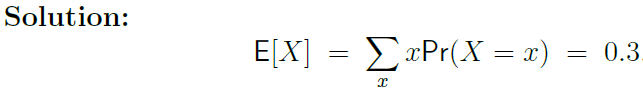 Solution:
E[X] = ∑ xPr(X = x) = 0.3.
x